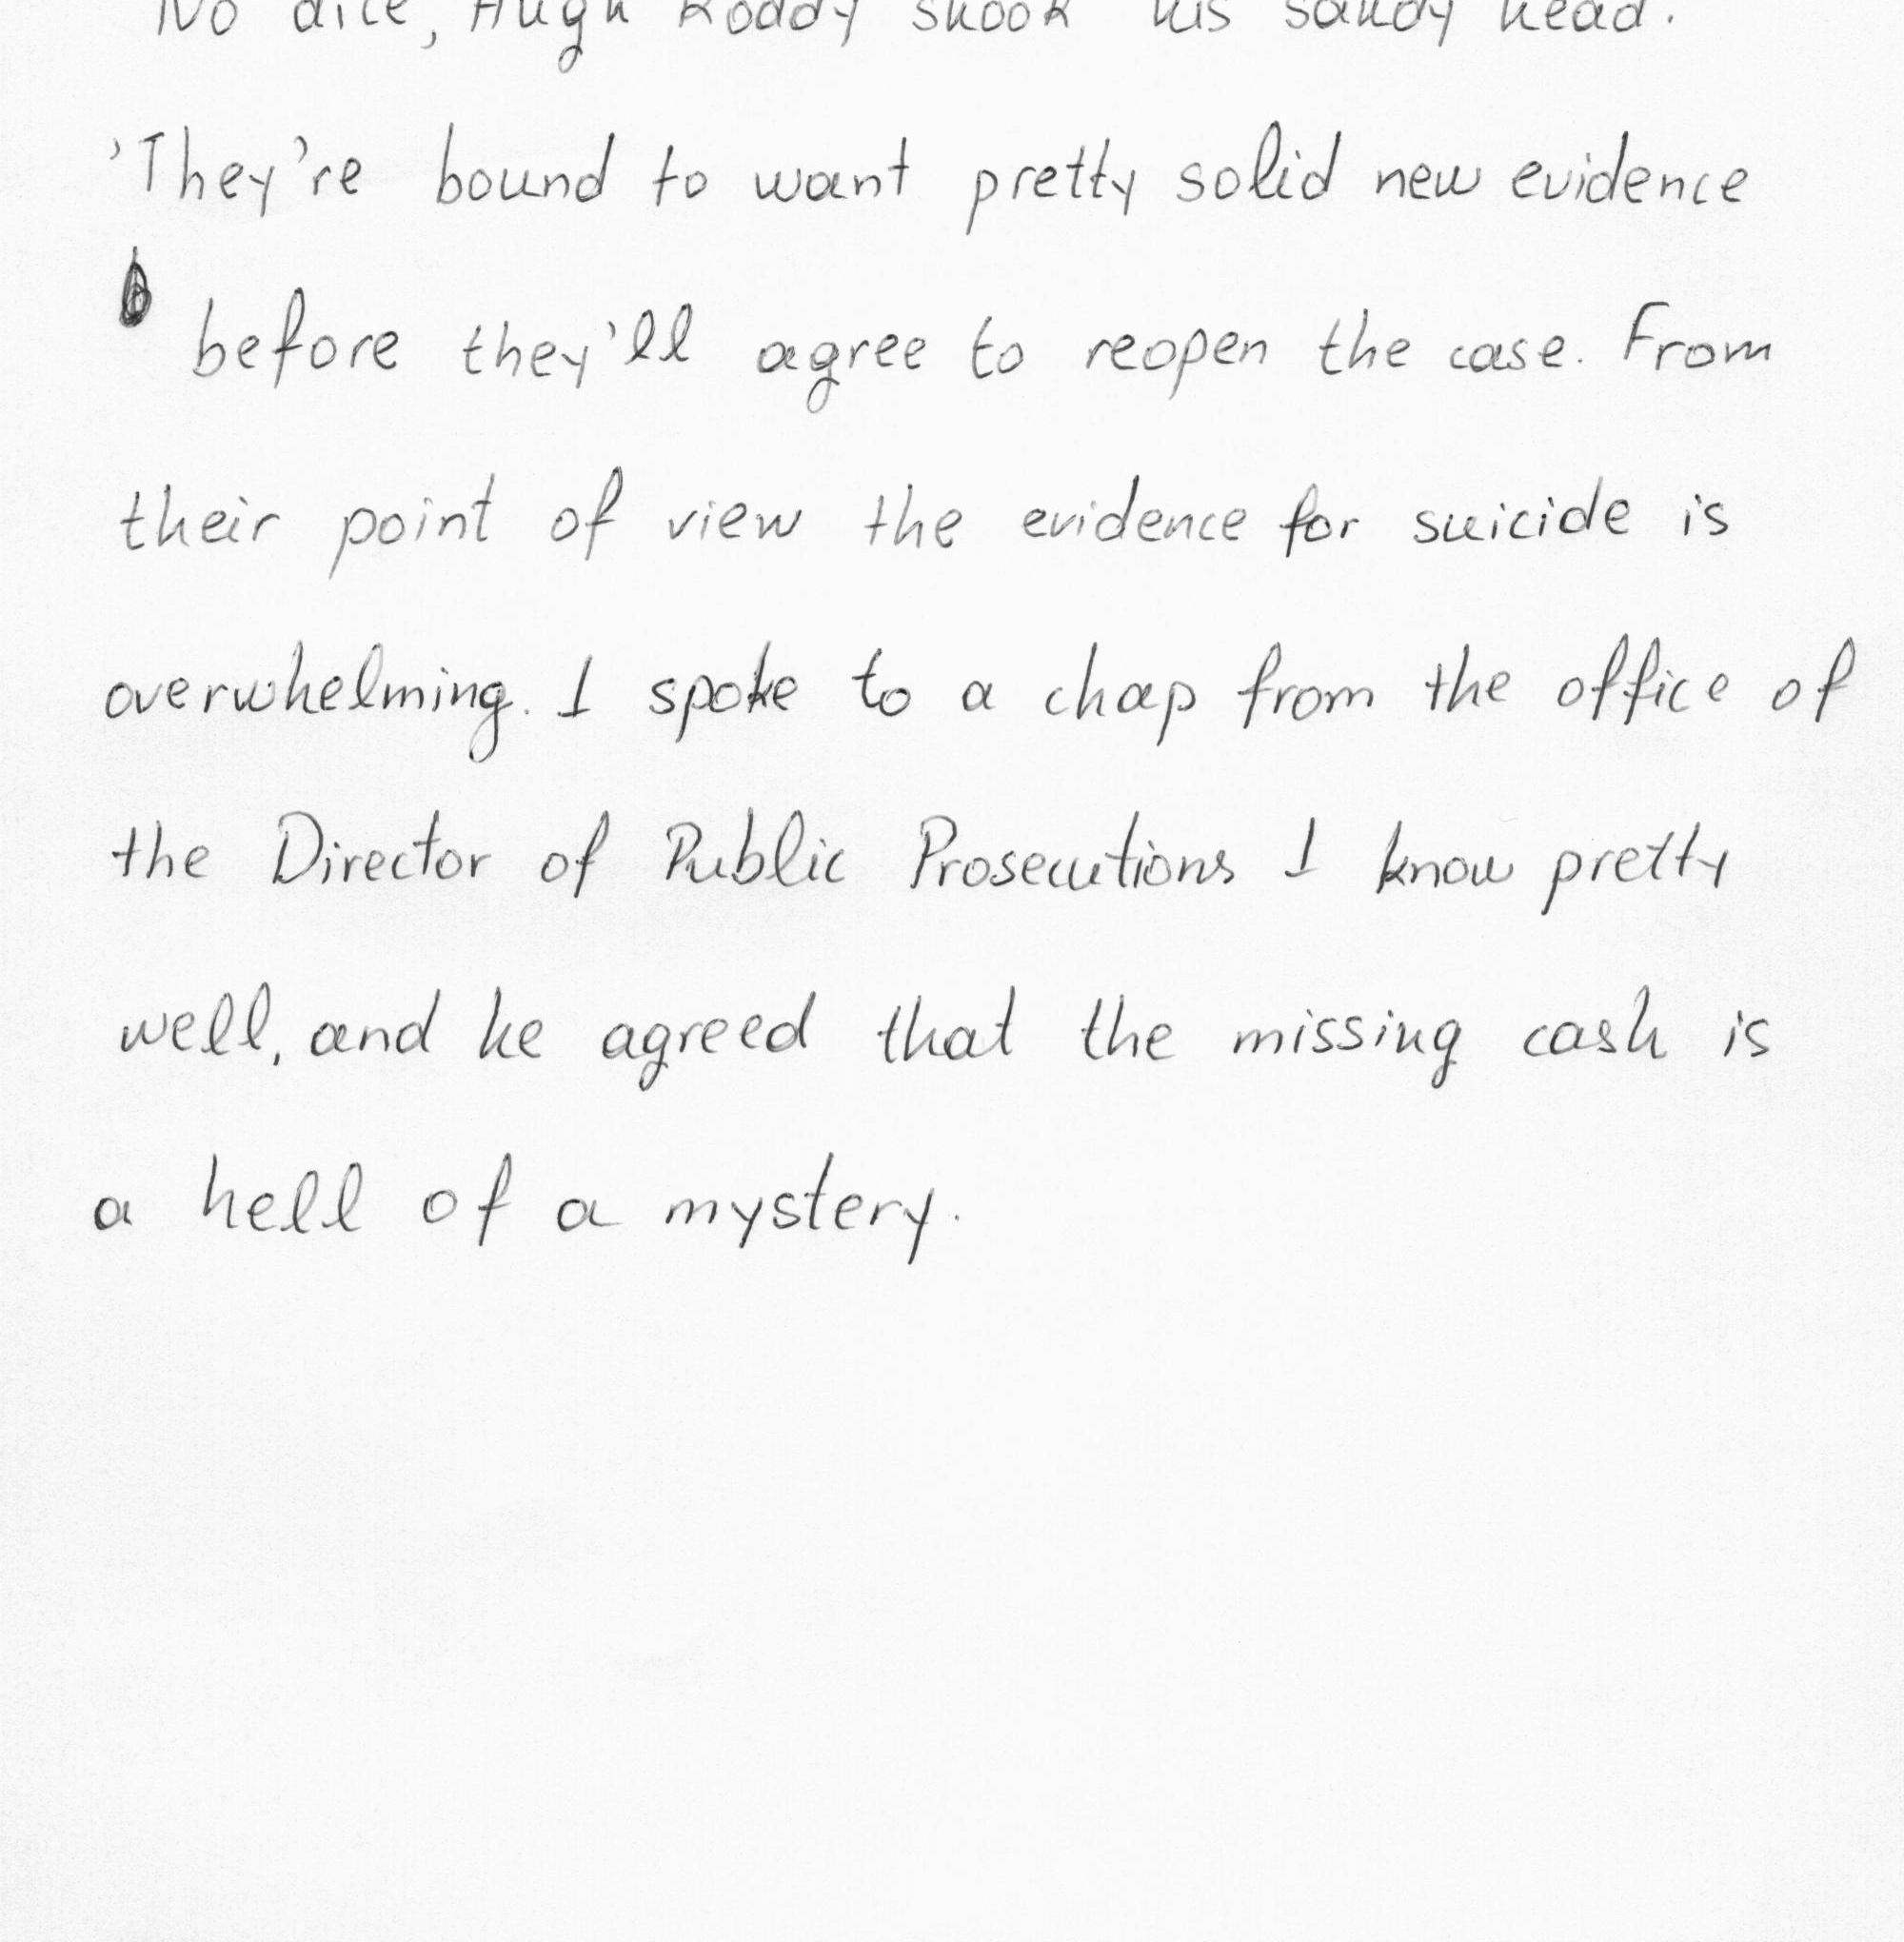 No dice, Hugh Roddy shook his sandy head.
'They're bound to want pretty solid new evidence
before they'll agree to reopen the case. From
their point of view the evidence for suicide is
overwhelming. I spoke to a chap from the office of
the Director of Public Prosecutions I know pretty
well, and he agreed that the missing cash is
a hell of a mystery.